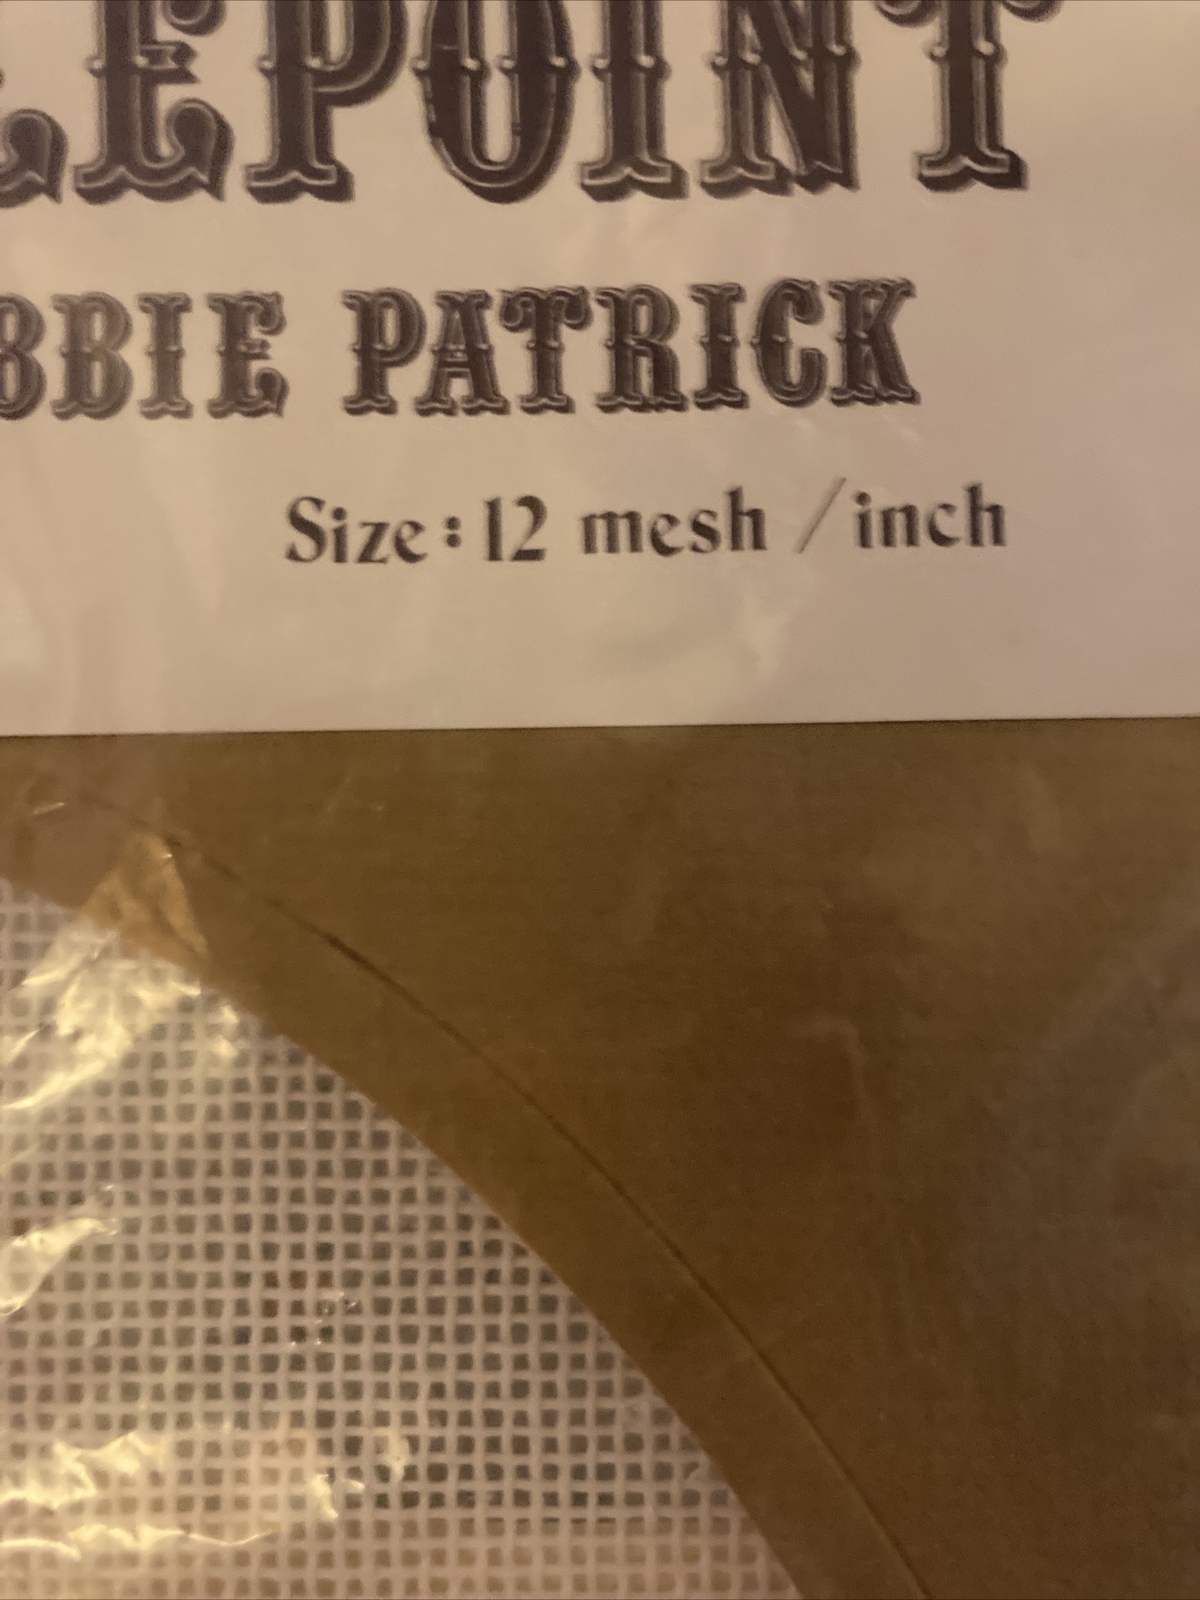 LEPOINT
BBIE PATRICK
Size: 12 mesh / inch